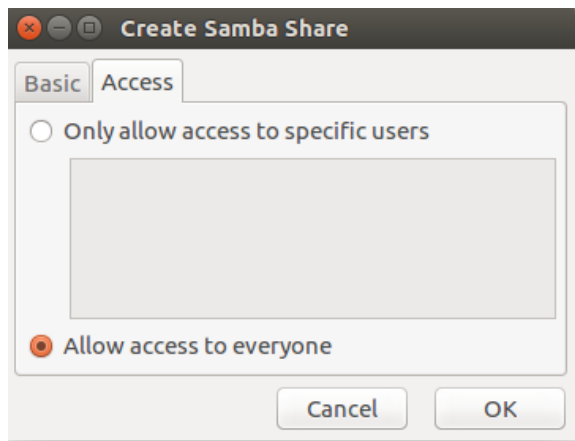 Create Samba Share
Basic Access
Only allow access to specific users
Allow access to everyone
Cancel OK